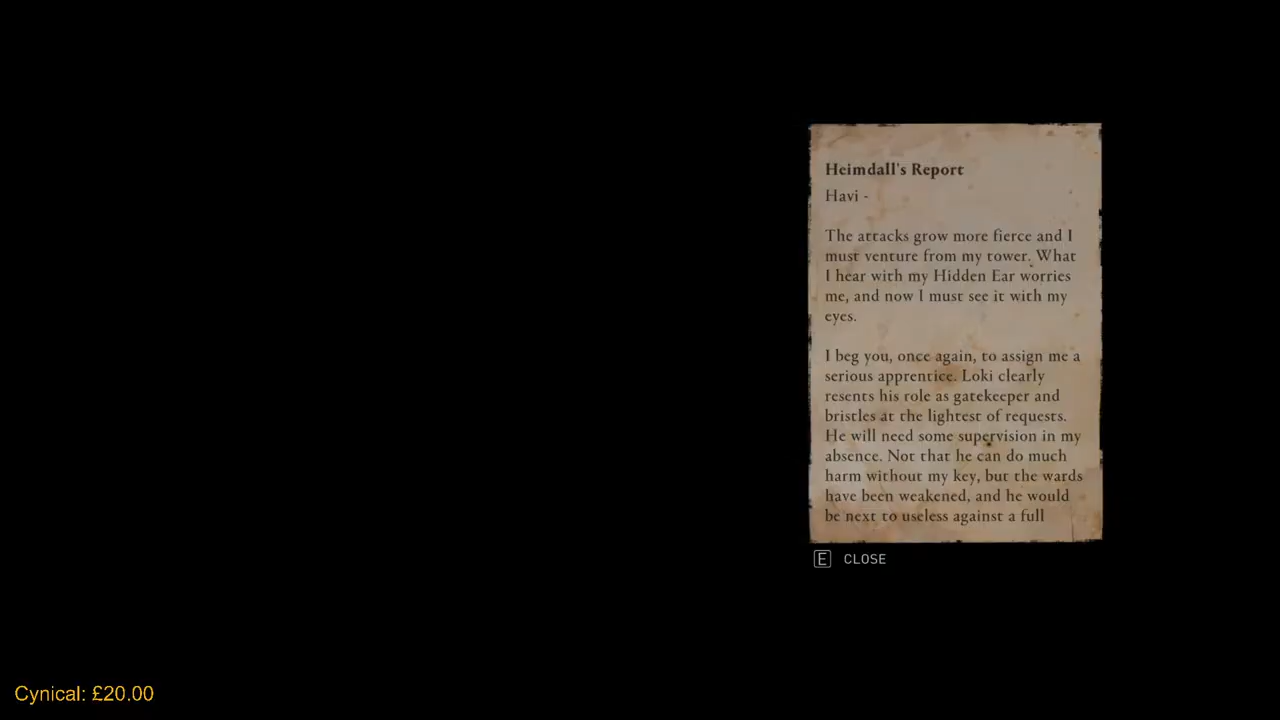 Heimdall's Report
Havi -
The attacks grow more fierce and I
must venture from my tower. What
I hear with my Hidden Ear worries
me, and now I must see it with my
eyes.
I beg you, once again, to assign me a
serious apprentice. Loki clearly
resents his role as gatekeeper and
bristles at the lightest of requests.
He will need some supervision in my
absence. Not that he can do much
harm without my key, but the wards
have been weakened, and he would
be next to useless against a full
E CLOSE
Cynical: £20.00